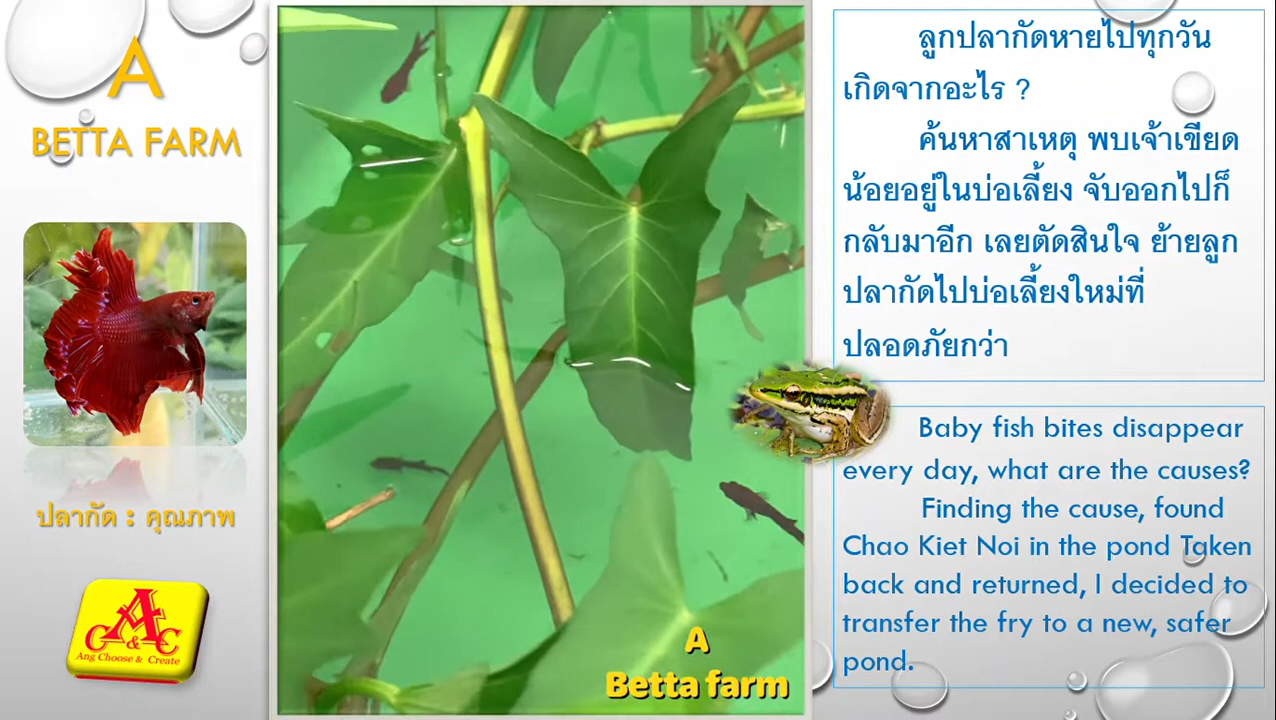 A
BETTA FARM
ปลากัด : คุณภาพ
A
C & C
Ang Choose & Create
A
Betta farm
ลูกปลากัดหายไปทุกวัน
เกิดจากอะไร ?
ค้นหาสาเหตุ พบเจ้าเขียด
น้อยอยู่ในบ่อเลี้ยง จับออกไปก็
กลับมาอีก เลยตัดสินใจ ย้ายลูก
ปลากัดไปบ่อเลี้ยงใหม่ที่
ปลอดภัยกว่า
Baby fish bites disappear
every day, what are the causes?
Finding the cause, found
Chao Kiet Noi in the pond Taken
back and returned, I decided to
transfer the fry to a new, safer
pond.